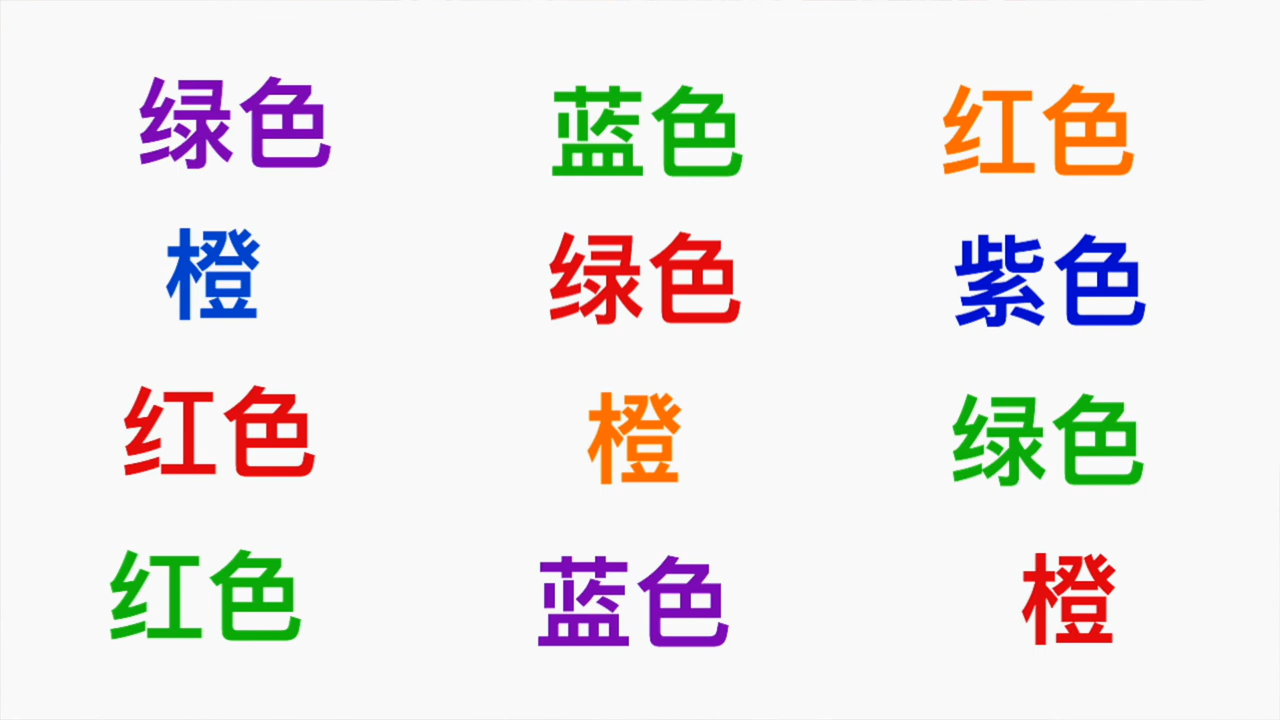 绿色 蓝色 红色
橙 绿色 紫色
红色 橙 绿色
红色 蓝色 橙